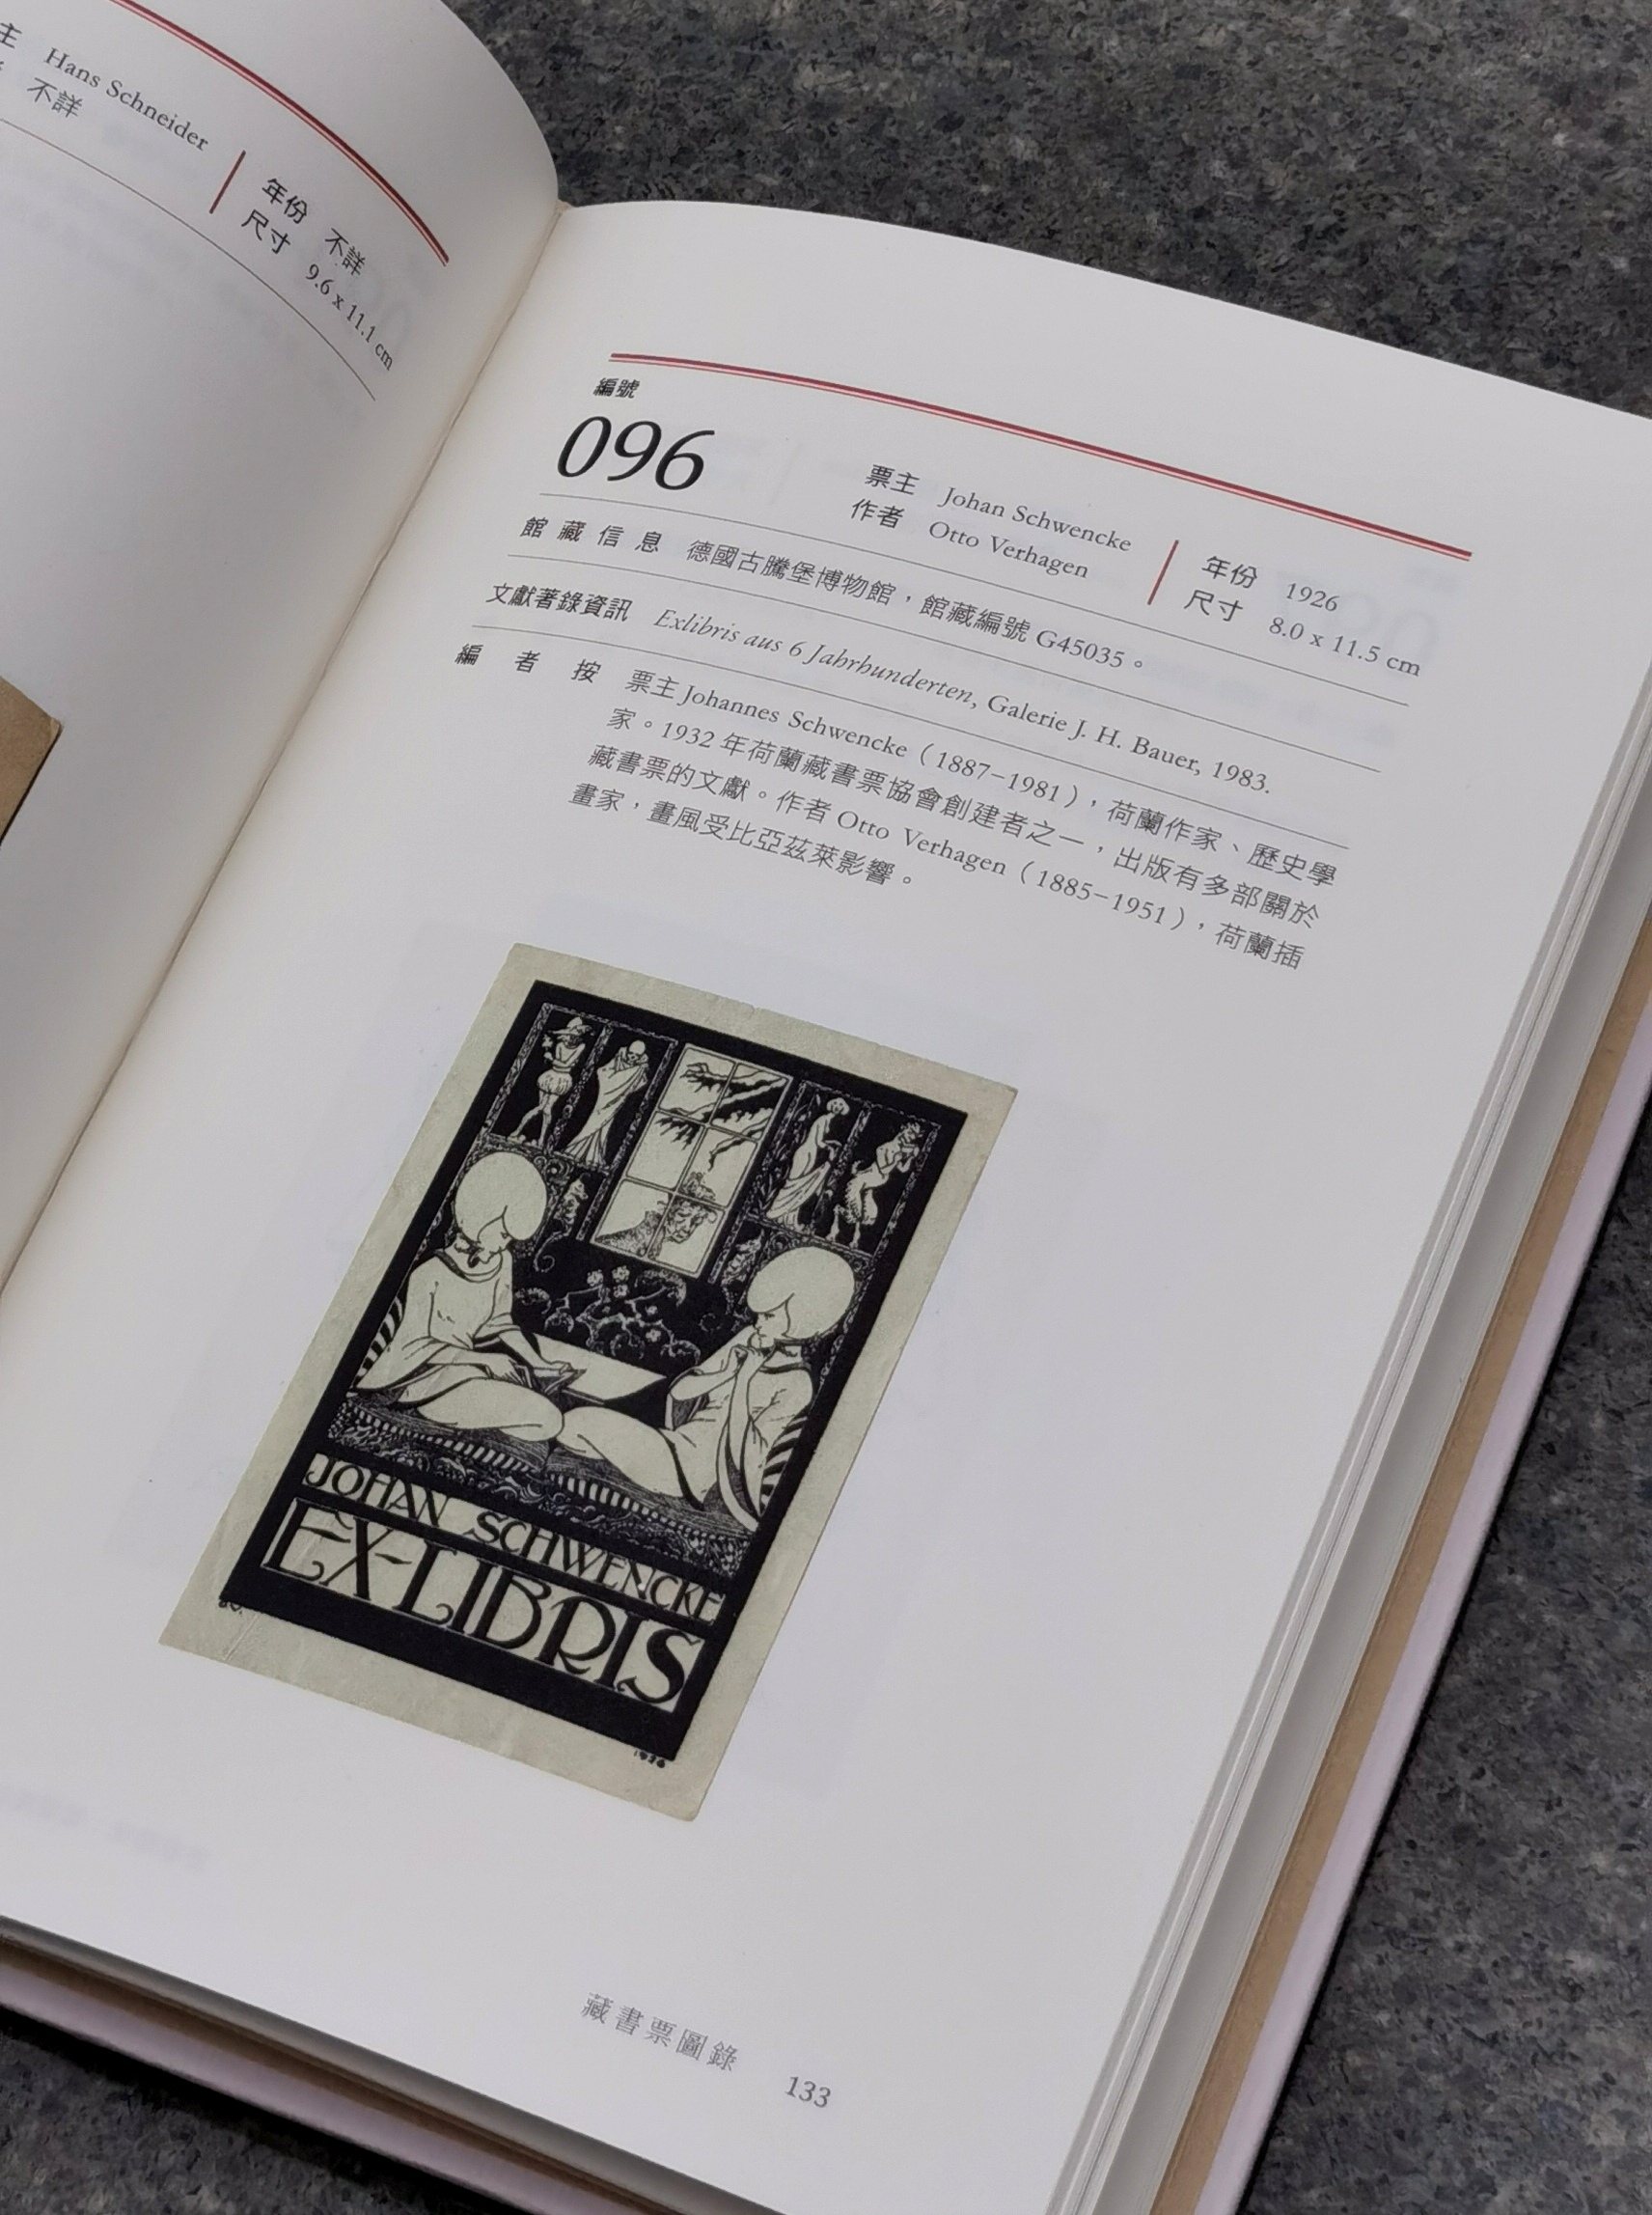 主 Hans Schneider
不詳
年份 不詳
尺寸 9.6 x 11.1 cm
編號
096
票主 Johan Schwencke
作者 Otto Verhagen
年份 1926
尺寸 8.0 x 11.5 cm
館藏信息 德國古騰堡博物館，館藏編號 G45035。
文獻著錄資訊 Exlibris aus 6 Jahrhunderten, Galerie J. H. Bauer, 1983.
編者按 票主 Johannes Schwencke（1887-1981），荷蘭作家、歷史學
家。1932 年荷蘭藏書票協會創建者之一，出版有多部關於
藏書票的文獻。作者 Otto Verhagen（1885-1951），荷蘭插
畫家，畫風受比亞茲萊影響。
JOHAN SCHWENCKE
EX-LIBRIS
1926
藏書票圖錄 133